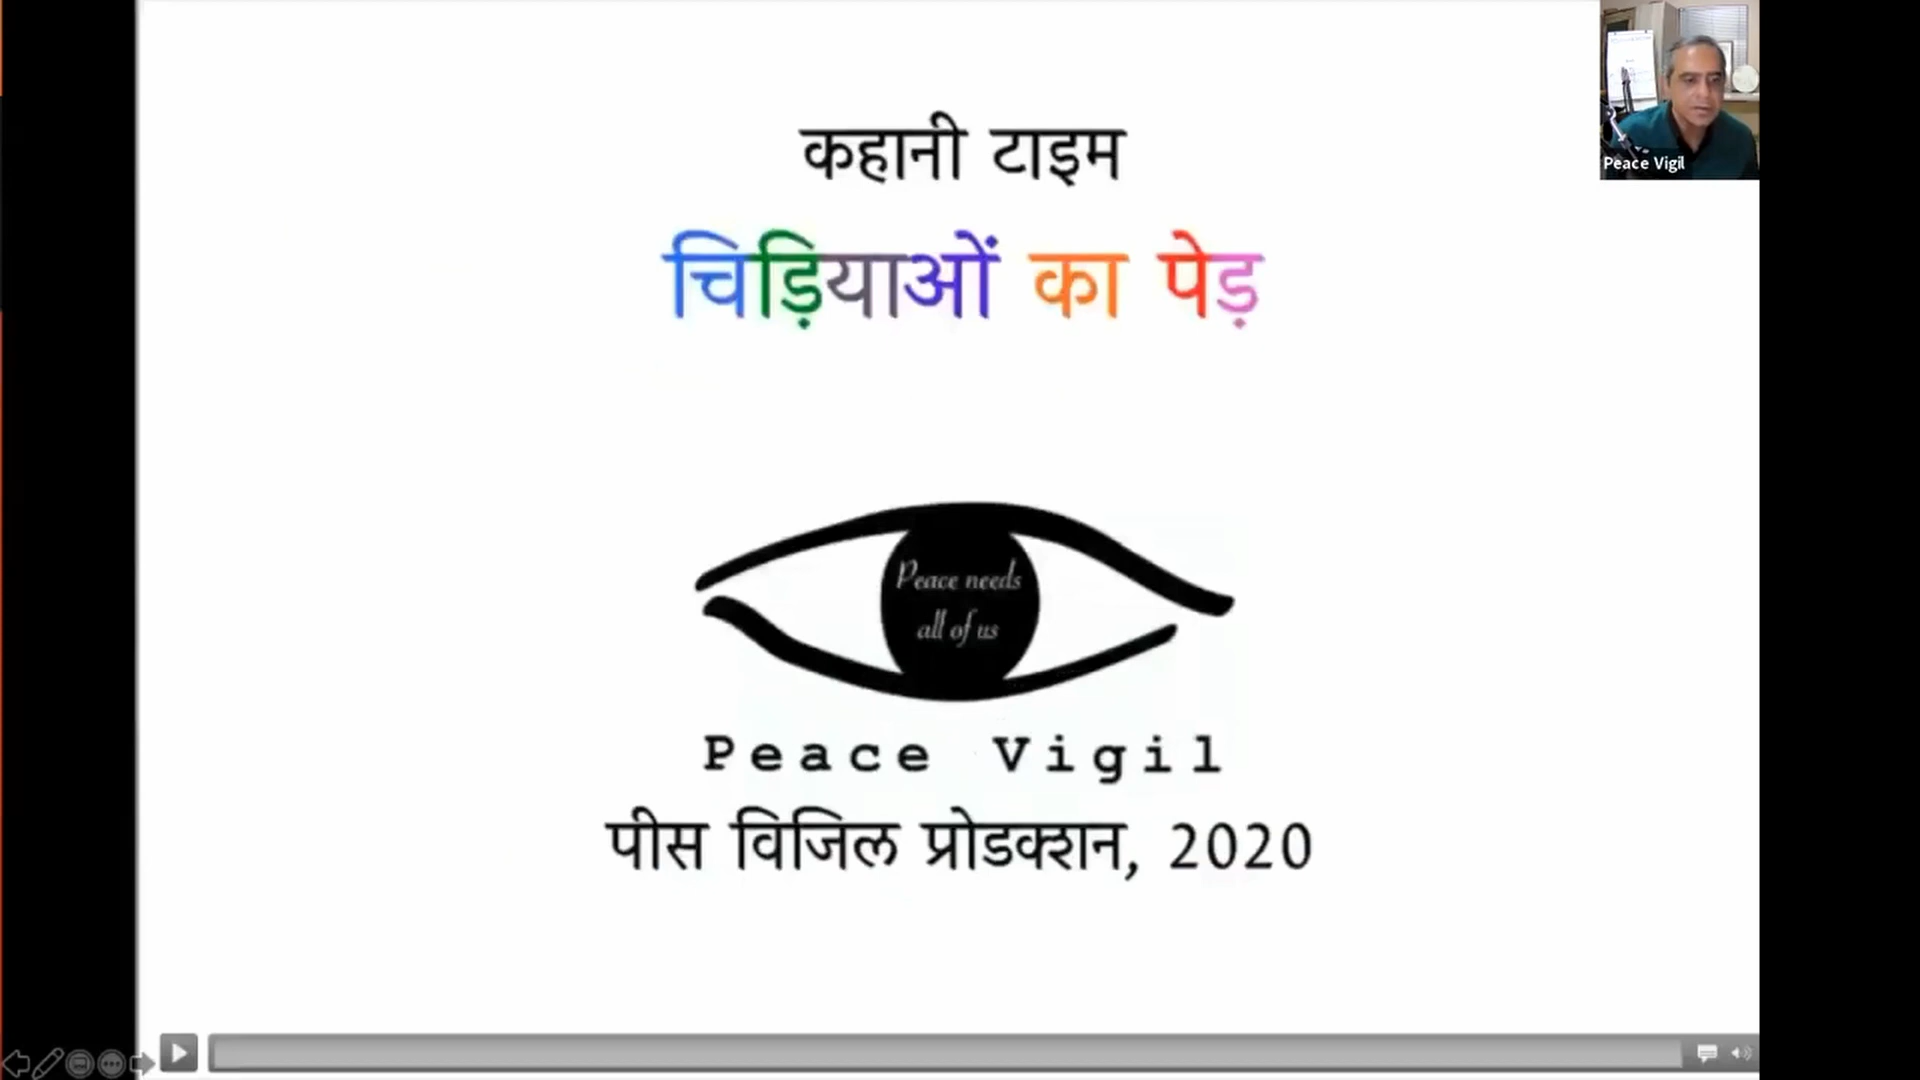 कहानी टाइम
चिड़ियाओं का पेड़
Peace needs
all of us
Peace Vigil
पीस विजिल प्रोडक्शन, 2020
Peace Vigil